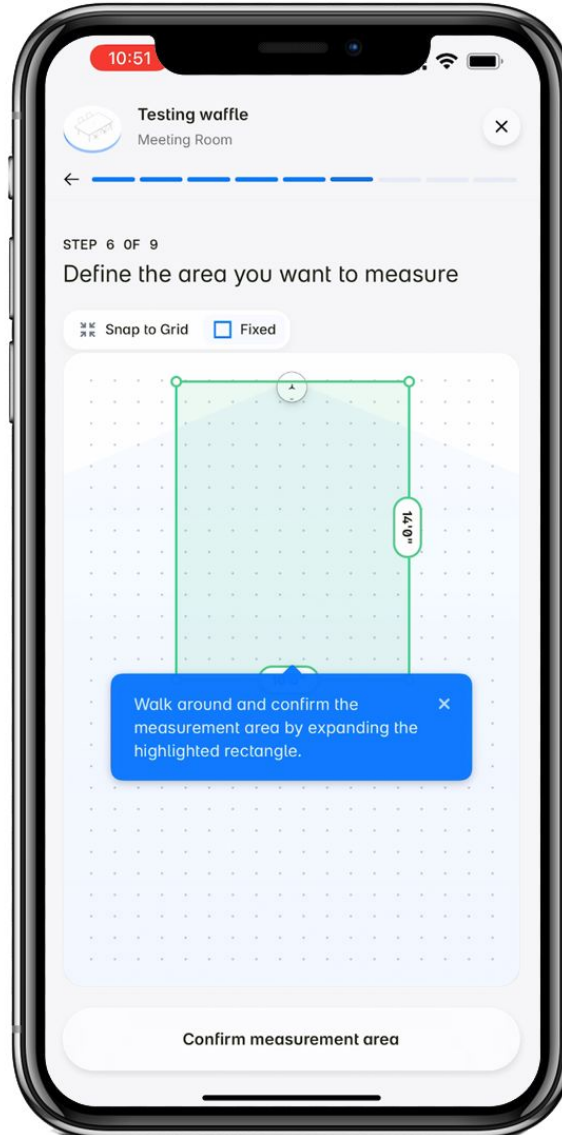 10:51
Testing waffle
Meeting Room
STEP 6 OF 9
Define the area you want to measure
Snap to Grid
Fixed
14'0"
Walk around and confirm the
measurement area by expanding the
highlighted rectangle.
Confirm measurement area